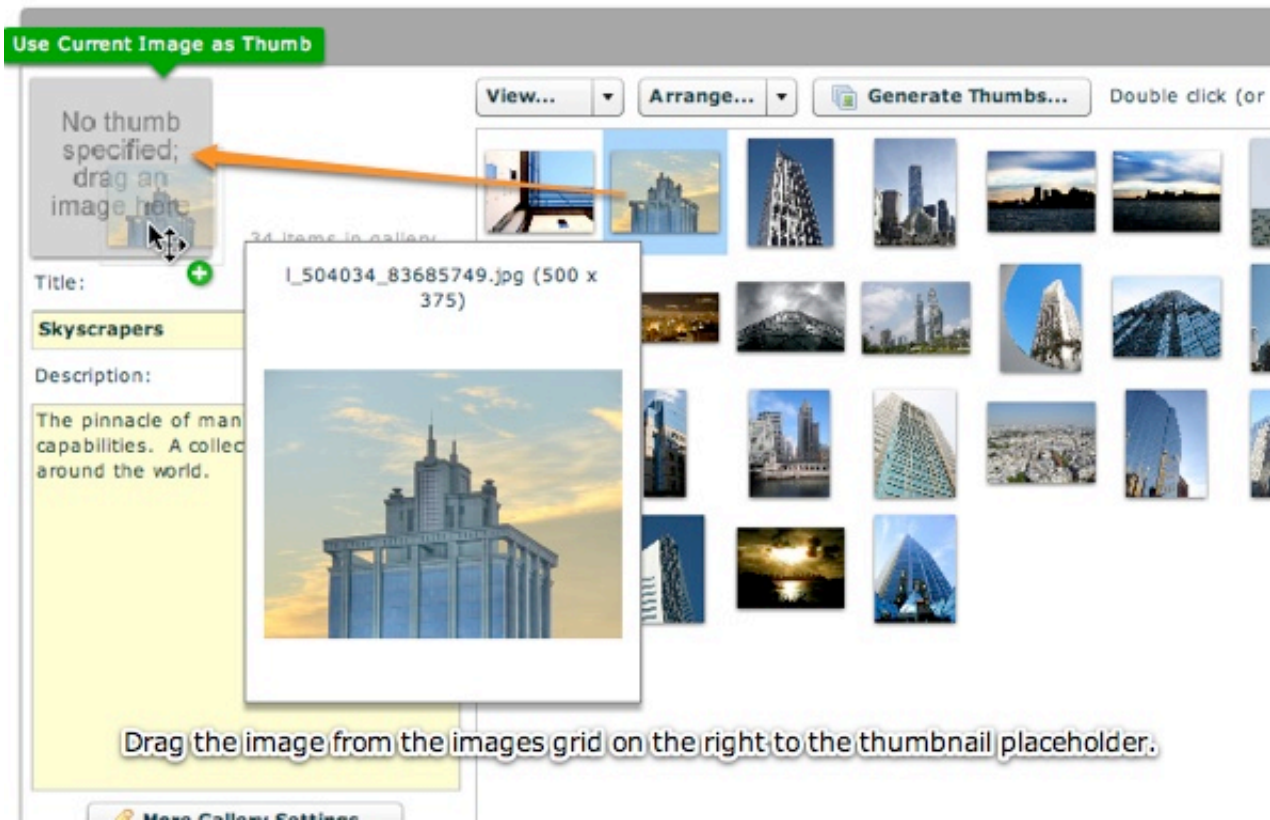 Use Current Image as Thumb
No thumb
specified;
drag an
image here
View...
Arrange...
Generate Thumbs...
Double click (or
34 items in gallery
Title:
Skyscrapers
l_504034_83685749.jpg (500 x
375)
Description:
The pinnacle of man
capabilities. A collec
around the world.
Drag the image from the images grid on the right to the thumbnail placeholder.
More Gallery Settings...